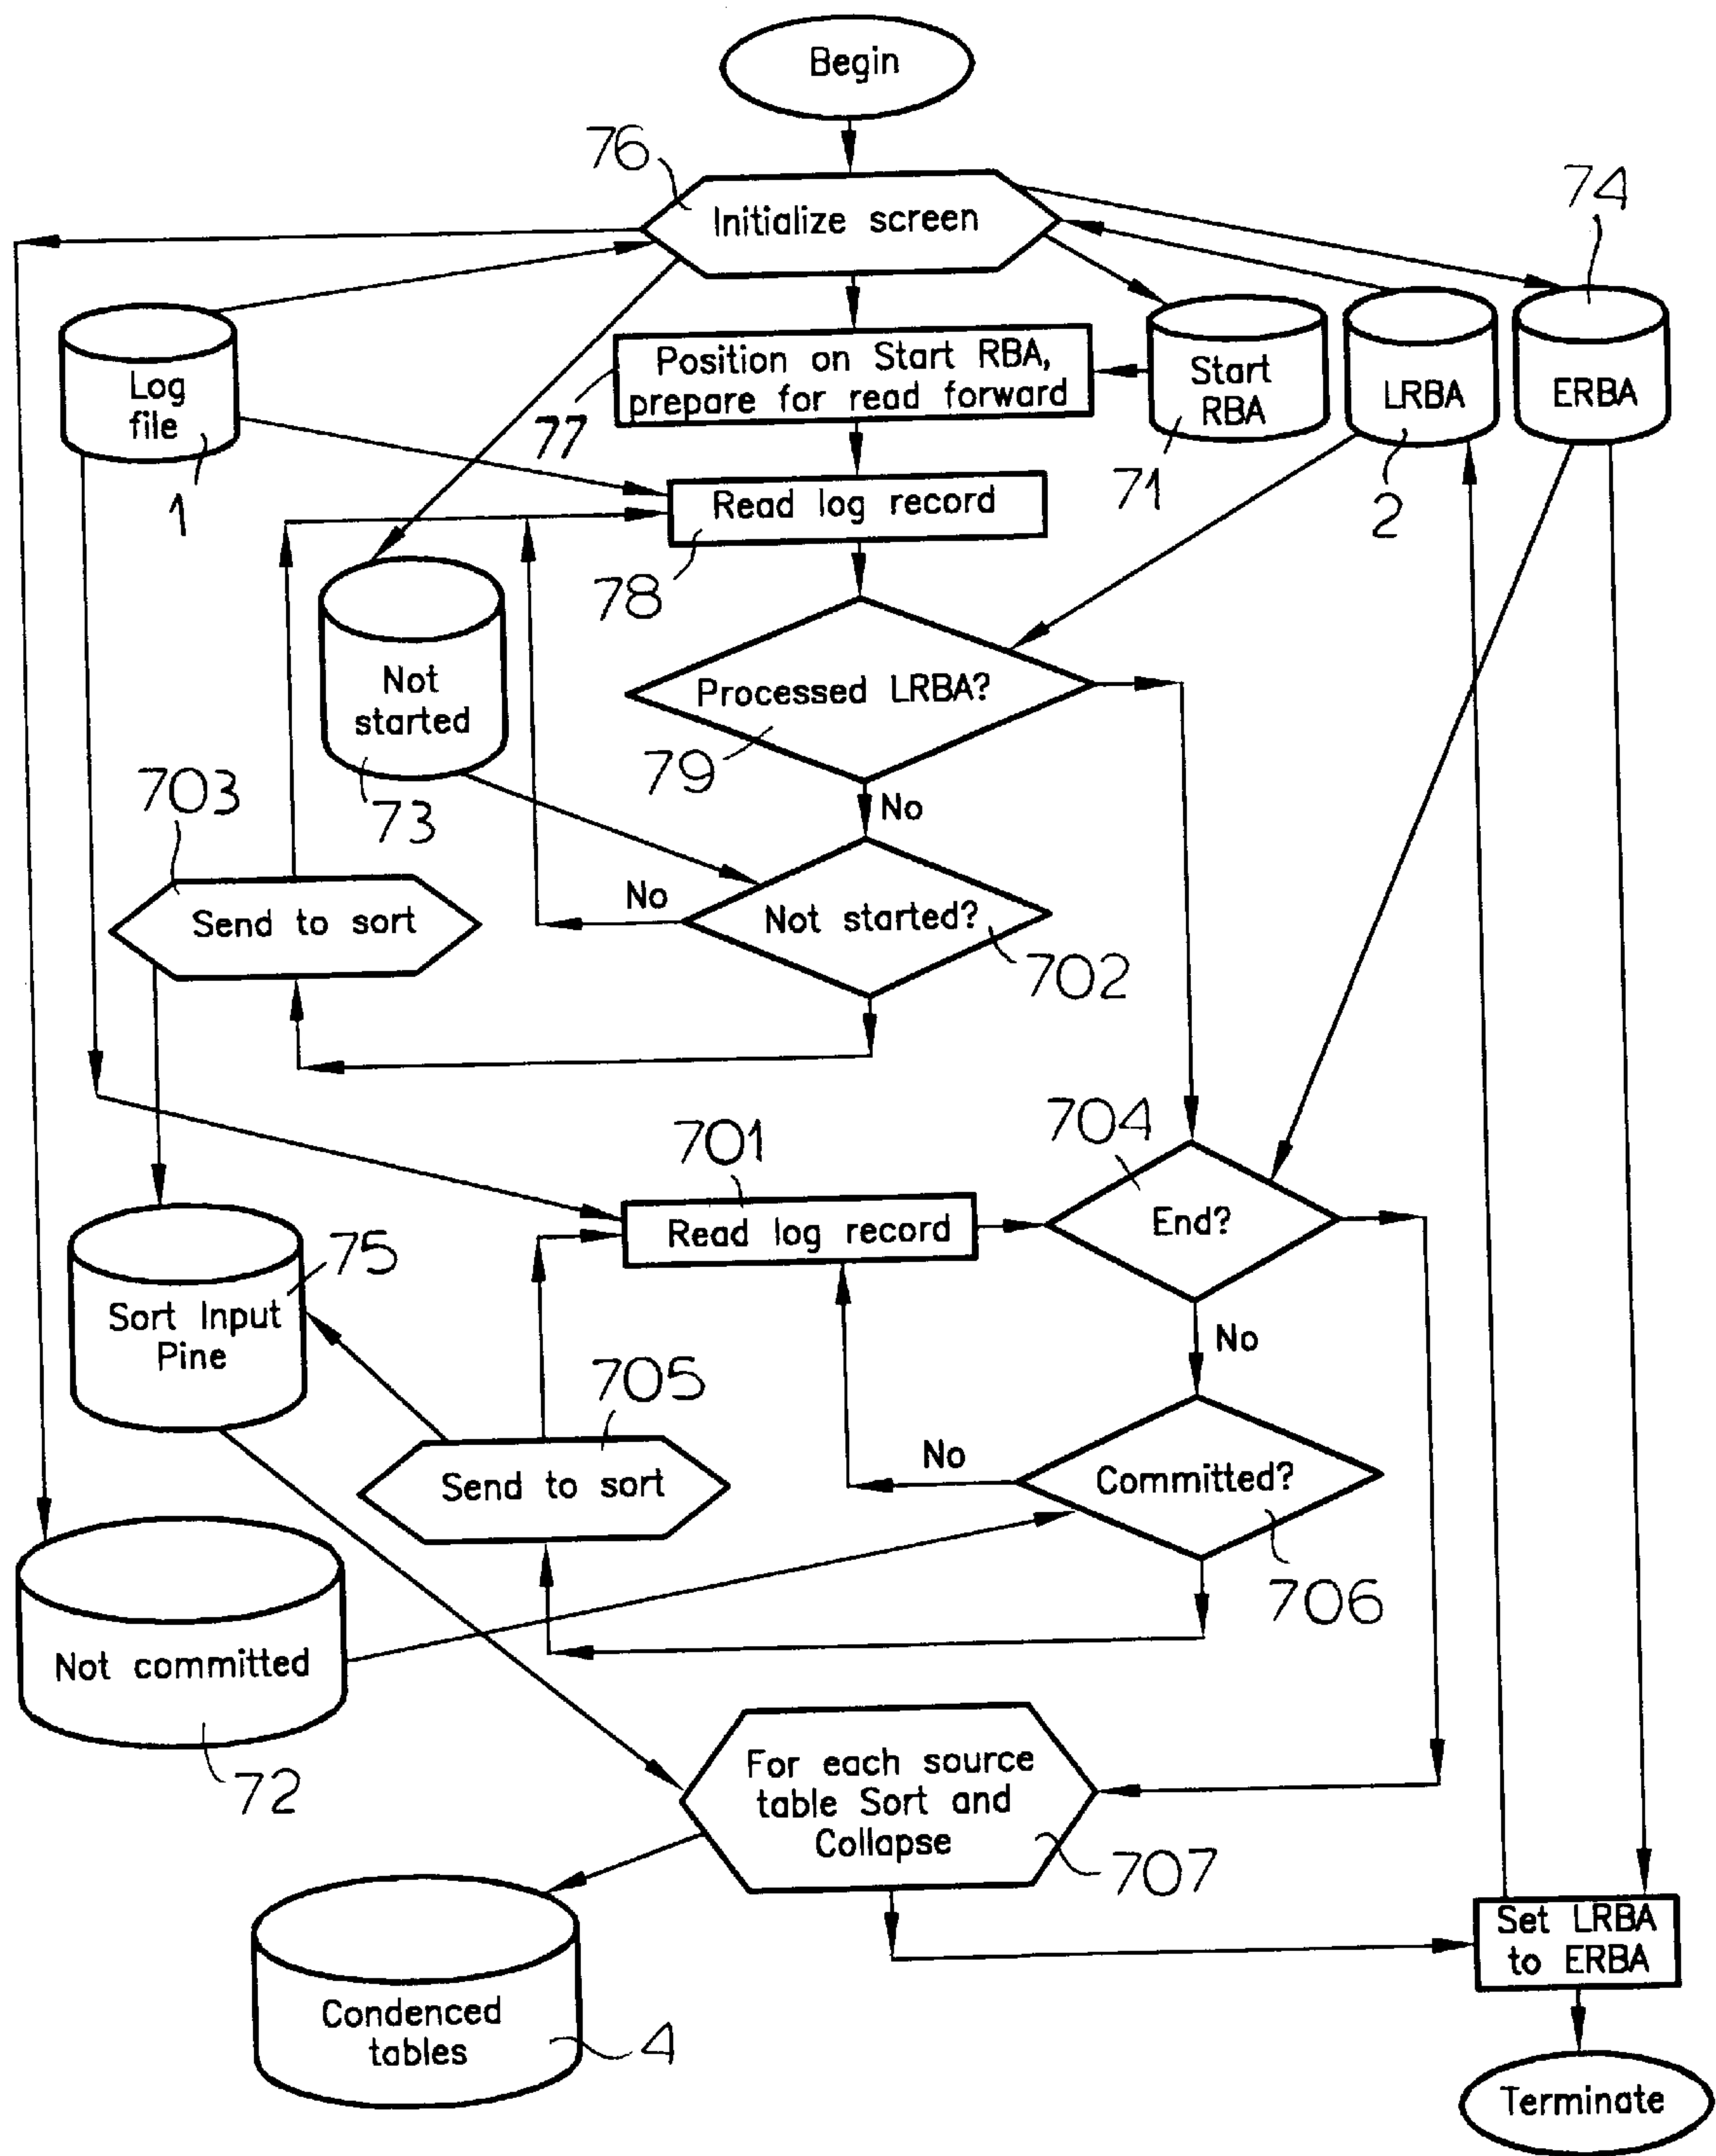 Begin
76
Initialize screen
74
Log
file
1
Position on Start RBA,
prepare for read forward
77
Start
RBA
71
LRBA
2
ERBA
Read log record
78
Not
started
73
Processed LRBA?
79
No
703
Send to sort
No
Not started?
702
701
Read log record
704
End?
No
75
Sort Input
Pine
705
Send to sort
No
Committed?
706
Not committed
72
For each source
table Sort and
Collapse
707
Set LRBA
to ERBA
Condenced
tables
4
Terminate